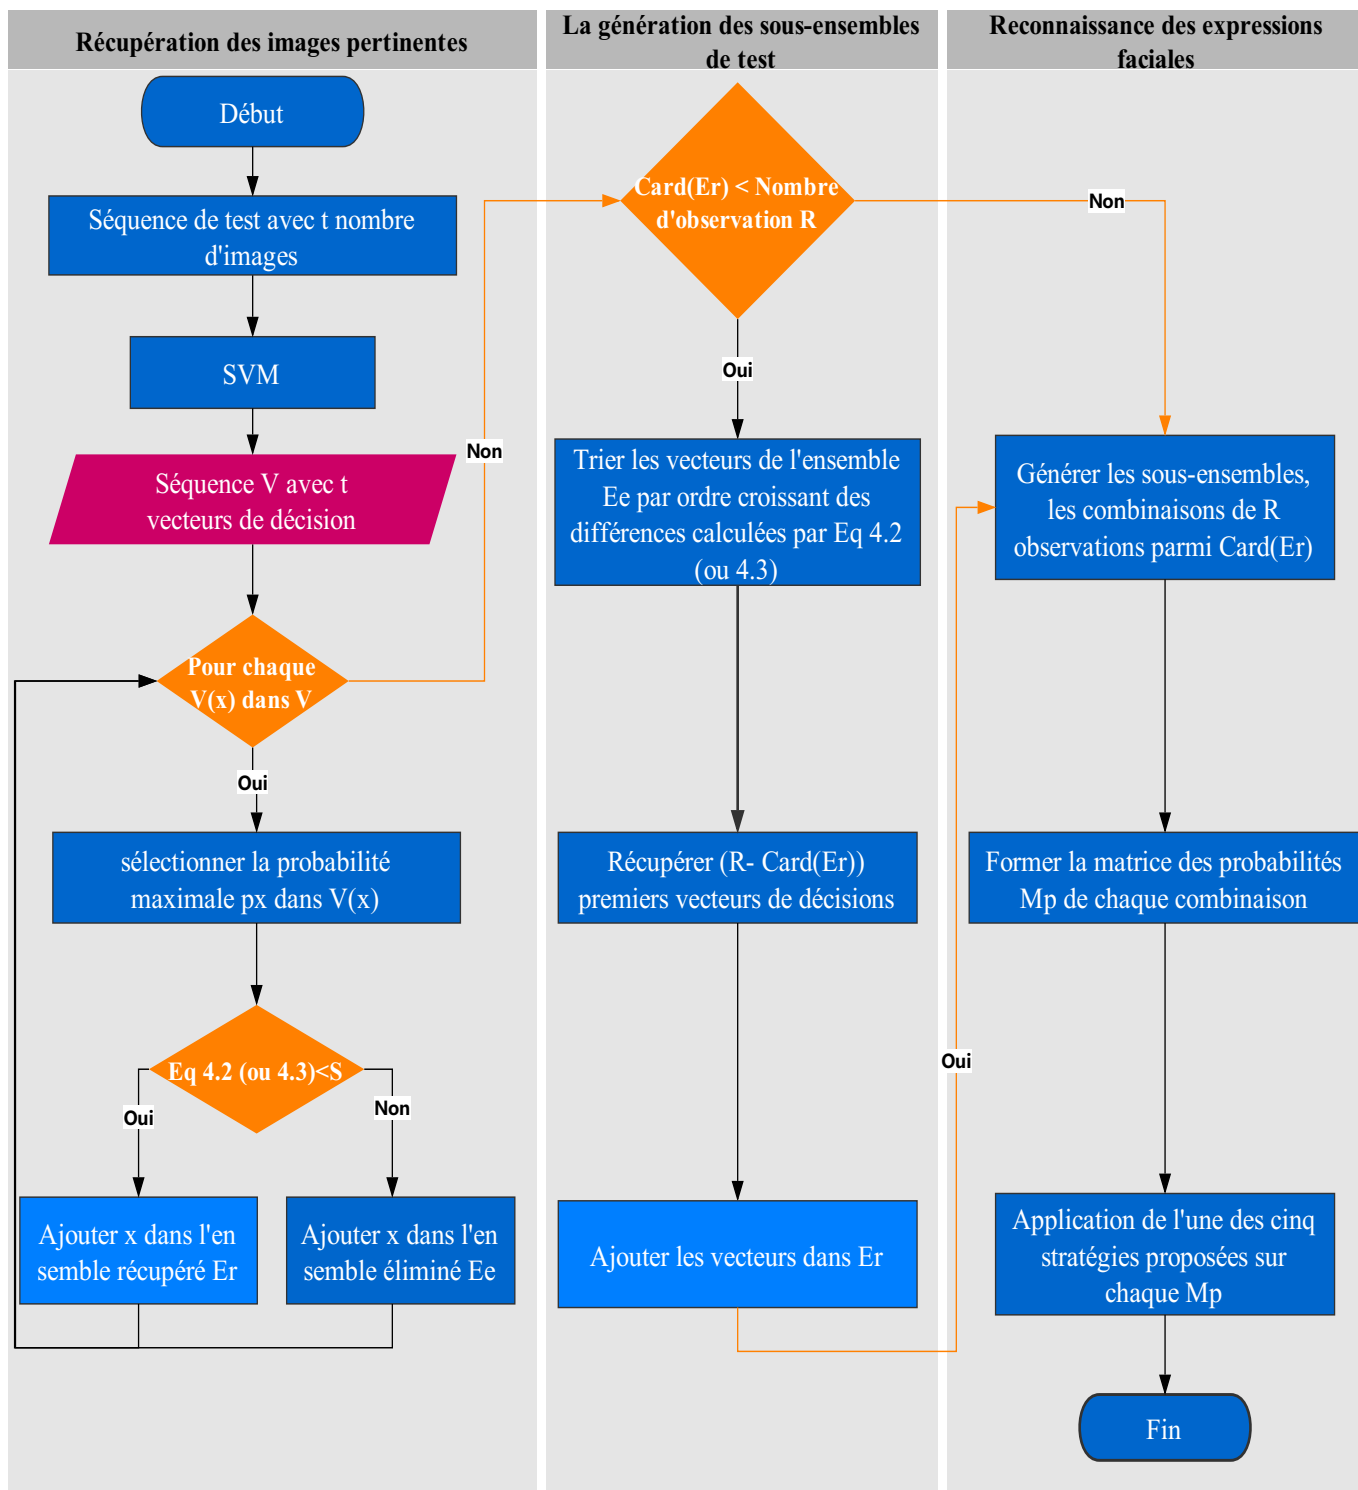 Récupération des images pertinentes
Début
Séquence de test avec t nombre
d'images
SVM
Séquence V avec t
vecteurs de décision
Pour chaque
V(x) dans V
Non
Oui
sélectionner la probabilité
maximale px dans V(x)
Eq 4.2 (ou 4.3)<S
Oui
Non
Ajouter x dans l'en
semble récupéré Er
Ajouter x dans l'en
semble éliminé Ee
La génération des sous-ensembles
de test
Card(Er) < Nombre
d'observation R
Non
Oui
Trier les vecteurs de l'ensemble
Ee par ordre croissant des
différences calculées par Eq 4.2
(ou 4.3)
Récupérer (R- Card(Er))
premiers vecteurs de décisions
Ajouter les vecteurs dans Er
Oui
Reconnaissance des expressions
faciales
Générer les sous-ensembles,
les combinaisons de R
observations parmi Card(Er)
Former la matrice des probabilités
Mp de chaque combinaison
Application de l'une des cinq
stratégies proposées sur
chaque Mp
Fin